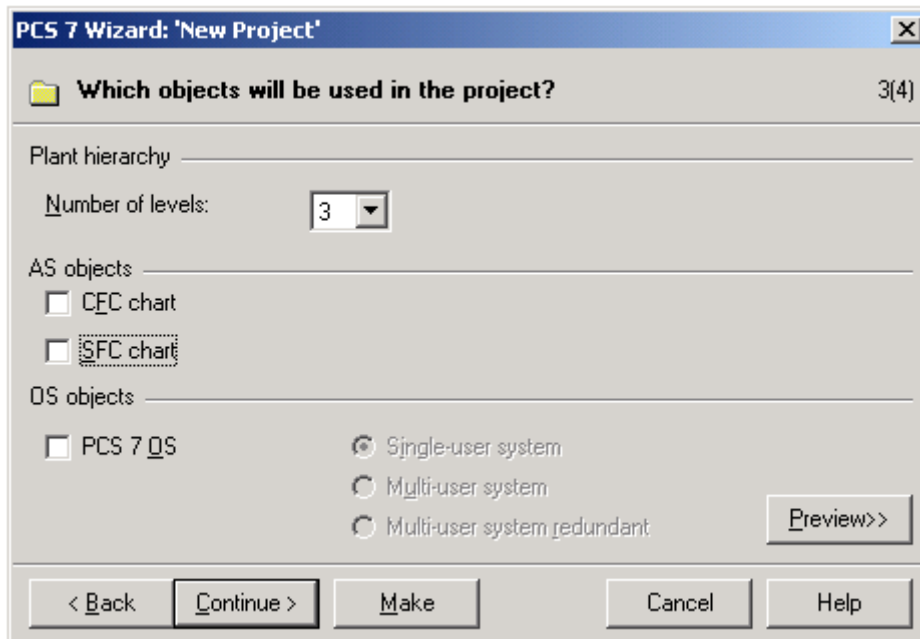 PCS 7 Wizard: 'New Project'
Which objects will be used in the project? 3(4)
Plant hierarchy
Number of levels: 3
AS objects
CFC chart
SFC chart
OS objects
PCS 7 OS
Single-user system
Multi-user system
Multi-user system redundant
Preview>>
< Back Continue > Make Cancel Help